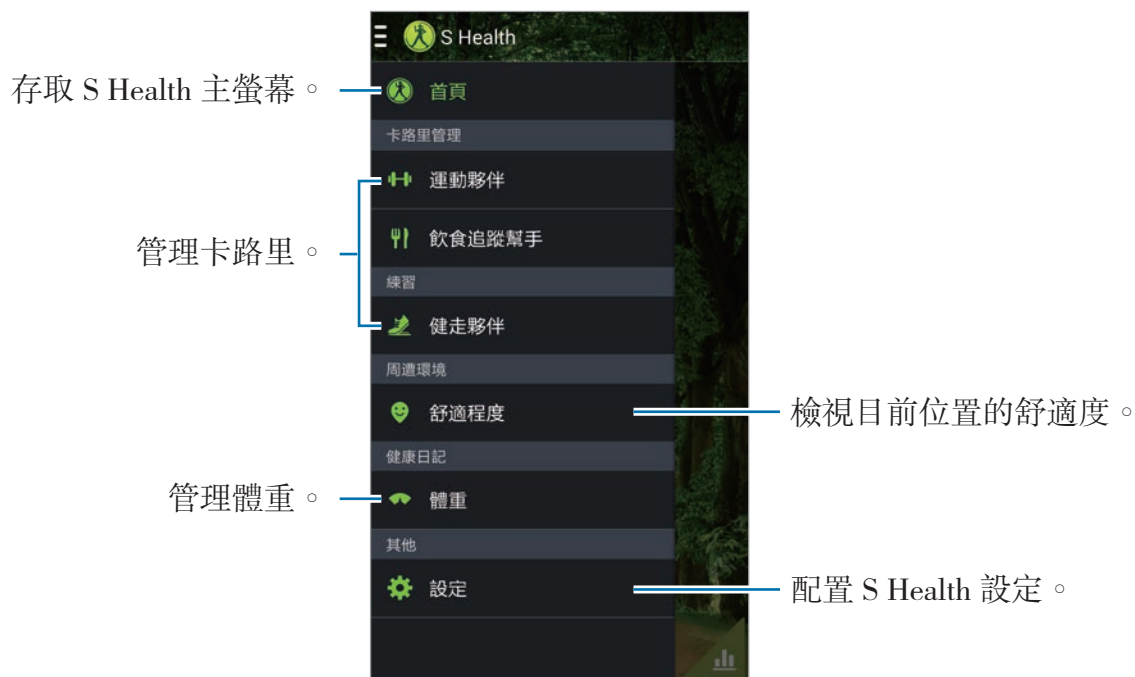 S Health
存取 S Health 主螢幕。
首頁
卡路里管理
運動夥伴
管理卡路里。
飲食追蹤幫手
練習
健走夥伴
周遭環境
舒適程度
檢視目前位置的舒適度。
健康日記
管理體重。
體重
其他
設定
配置 S Health 設定。